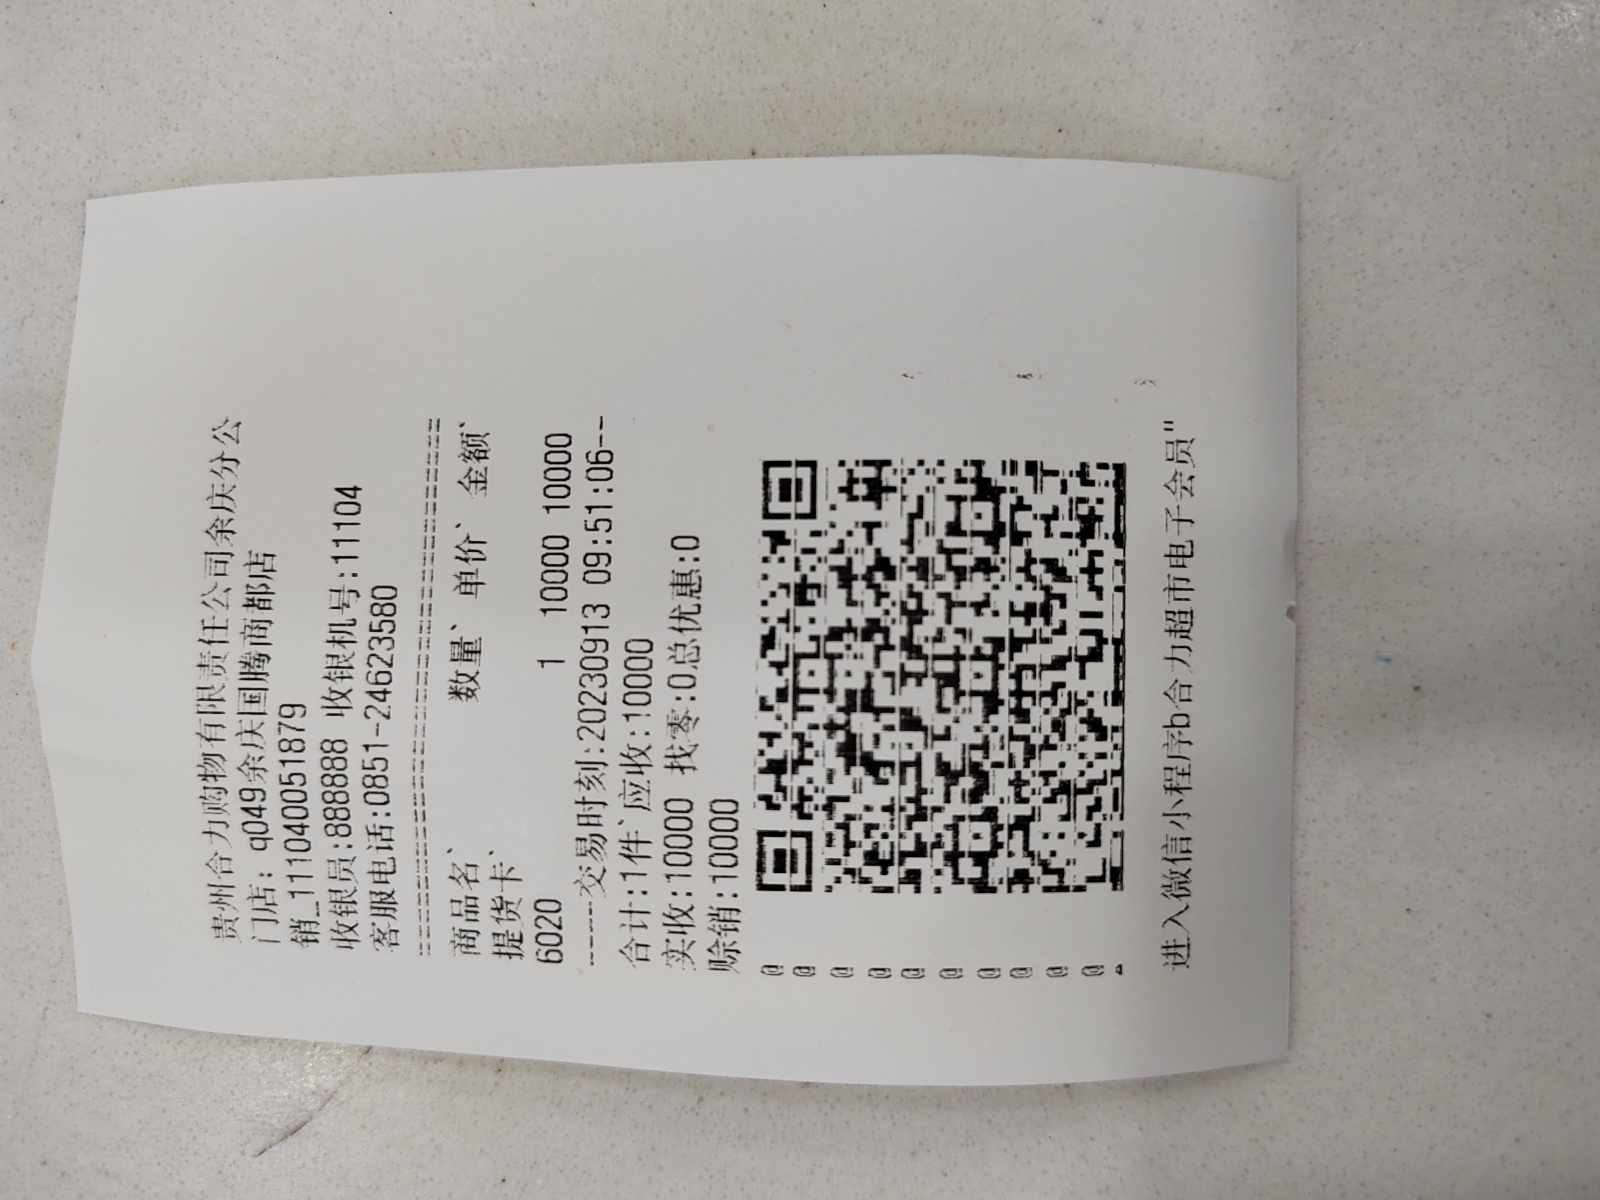 贵州合力购物有限责任公司余庆分公
门店: q049余庆国腾商都店
销_111040051879
收银员:888888 收银机号:11104
客服电话:0851-24623580
================================
商品名、 数量、 单价、 金额、
提货卡、
6020 1 10000 10000
-----交易时刻:20230913 09:51:06--
合计:1件、应收:10000
实收:10000 找零:0总优惠:0
赊销:10000
@
@
@
@
@
@
@
@
@
@
进入微信小程序b合力超市电子会员"